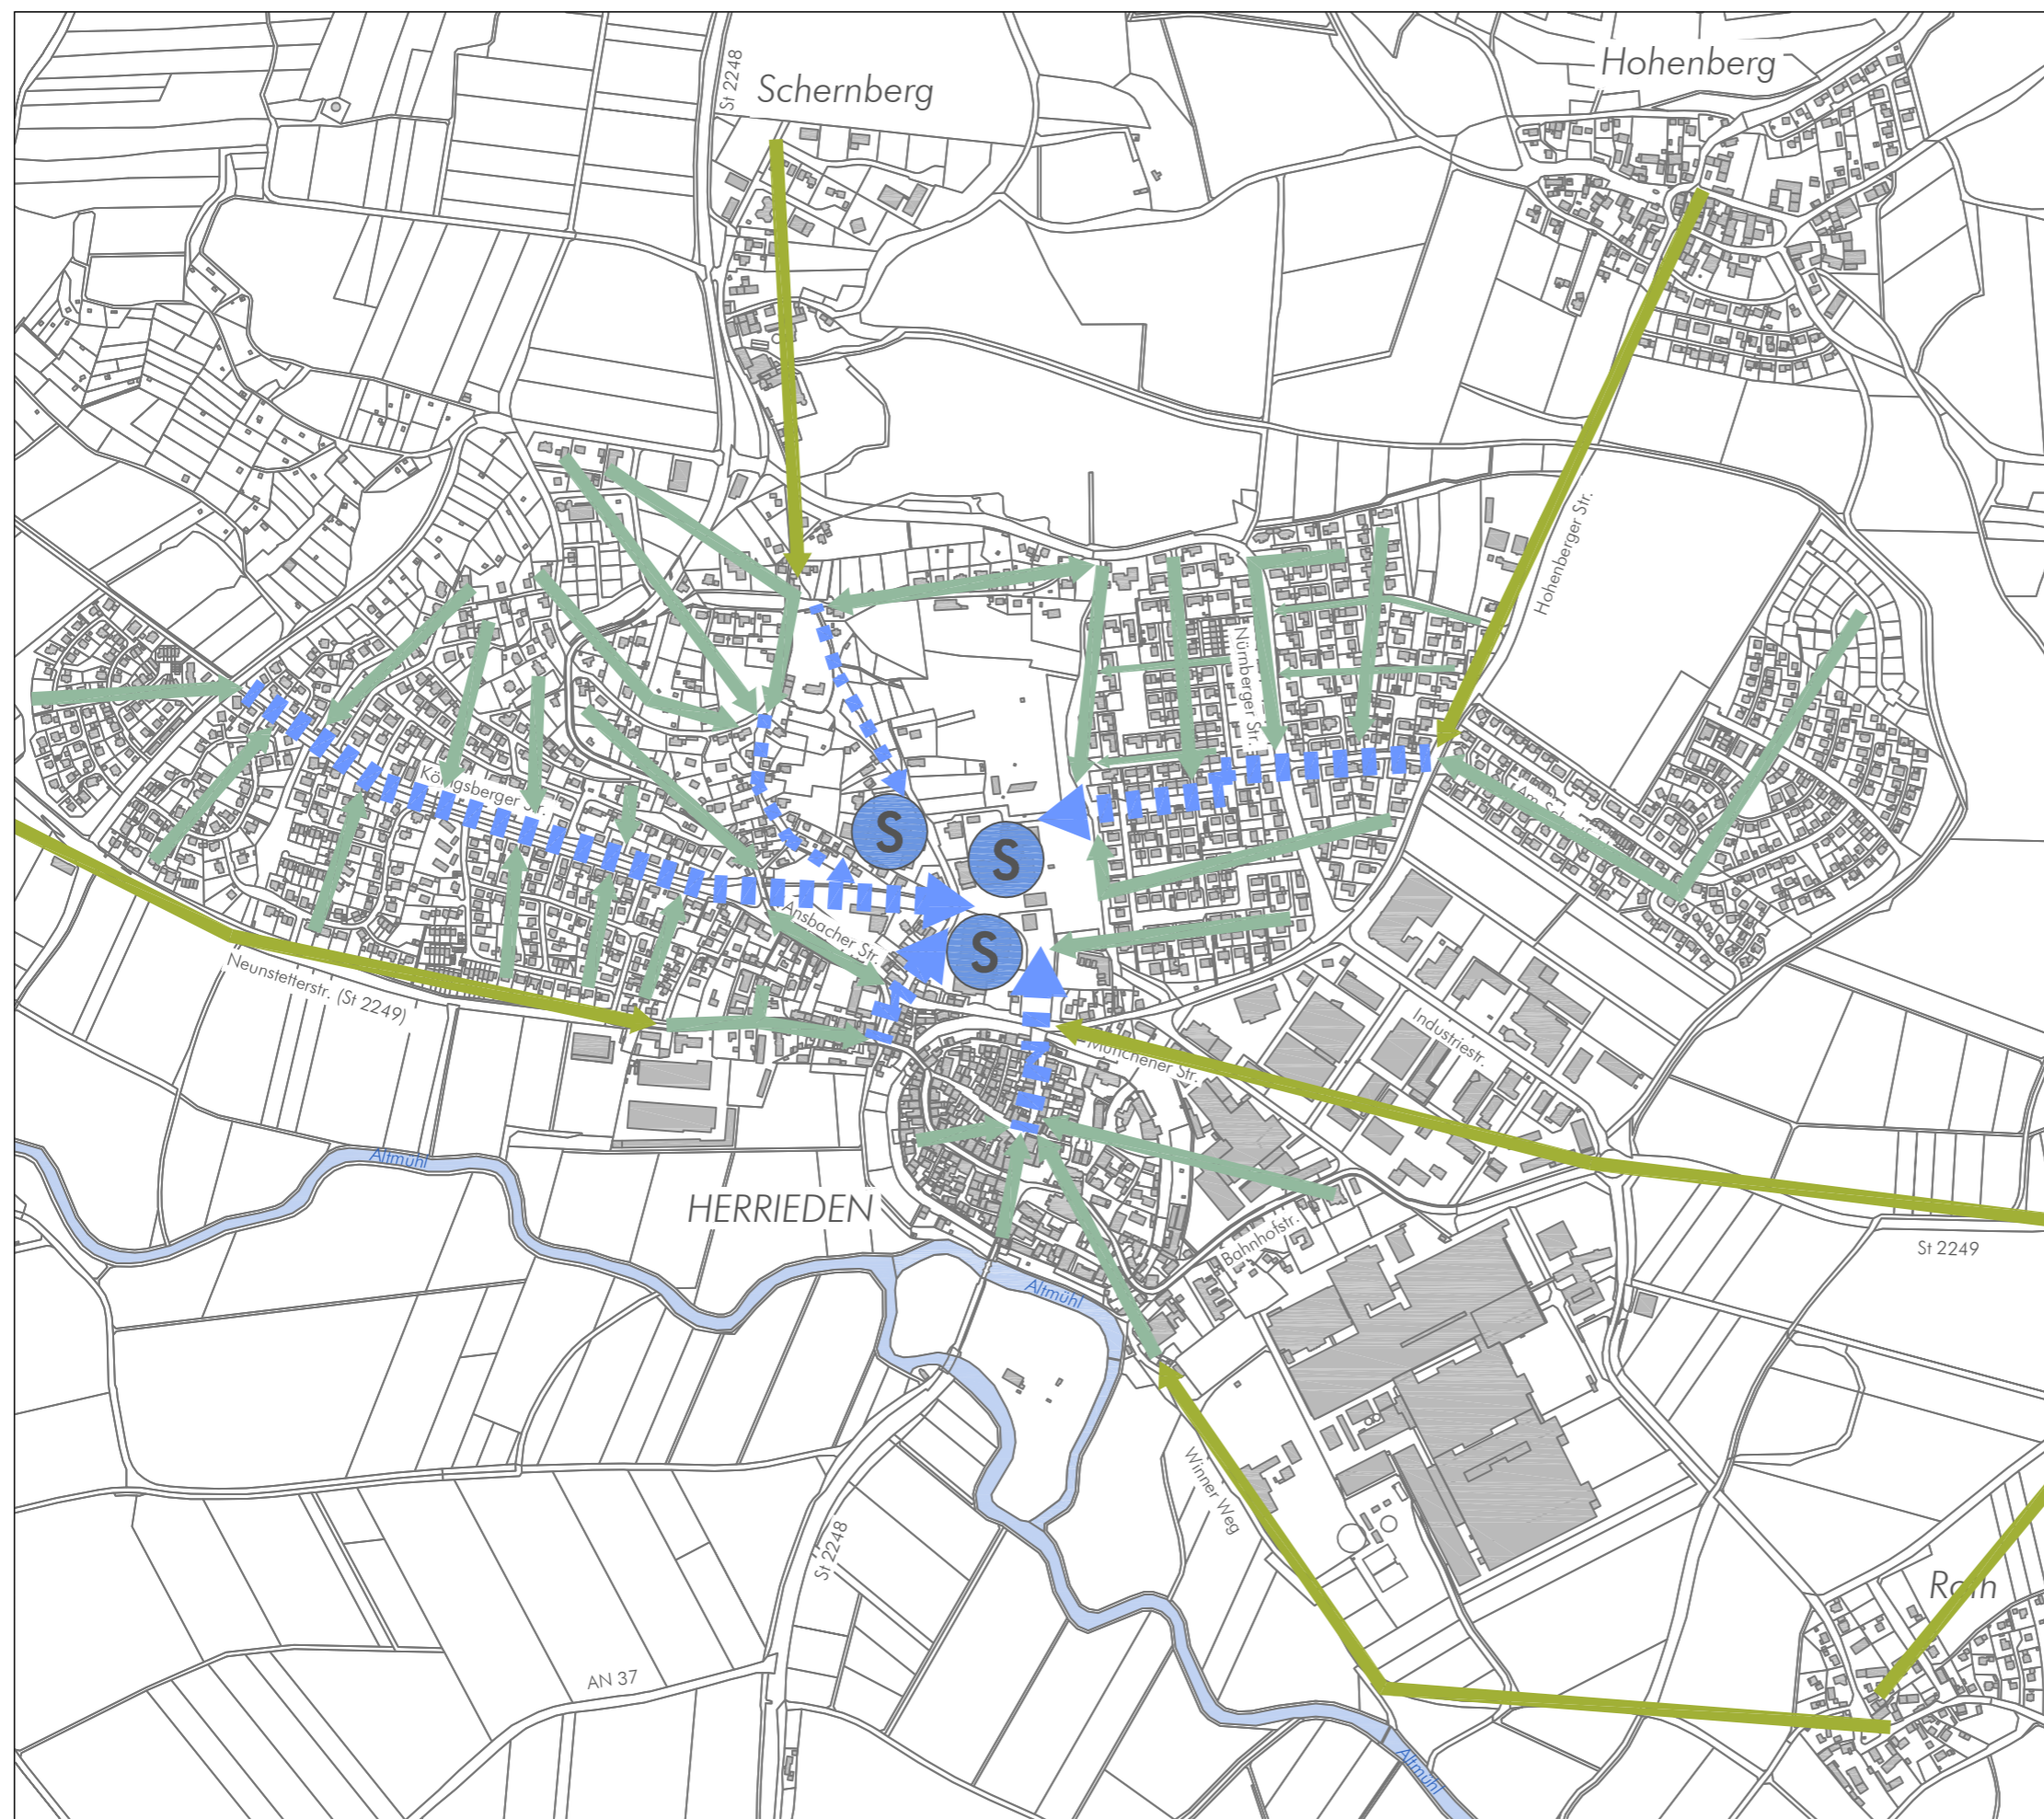 Hohenberg
St 2248
Schernberg
Hohenberger Str.
Nürnberger Str.
Königsberger Str.
S
S
S
Ansbacher Str.
Neunstetterstr. (St 2249)
Industriestr.
Münchener Str.
Altmühl
HERRIEDEN
Bahnhofstr.
St 2249
Altmühl
Winner Weg
St 2248
Roth
AN 37
Altmühl